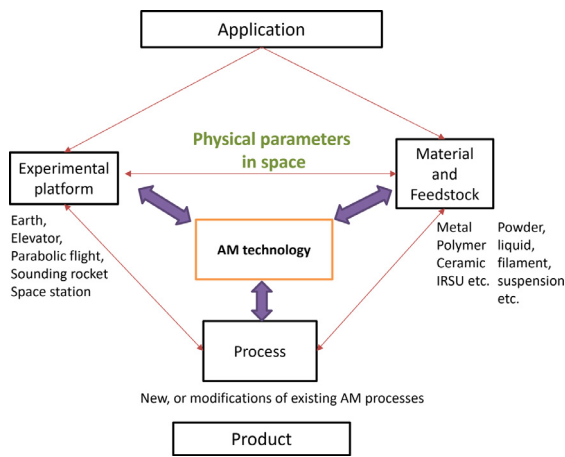 Application
Physical parameters
in space
Experimental
platform
Material
and
Feedstock
Earth,
Elevator,
Parabolic flight,
Sounding rocket
Space station
AM technology
Metal
Polymer
Ceramic
IRSU etc.
Powder,
liquid,
filament,
suspension
etc.
Process
New, or modifications of existing AM processes
Product